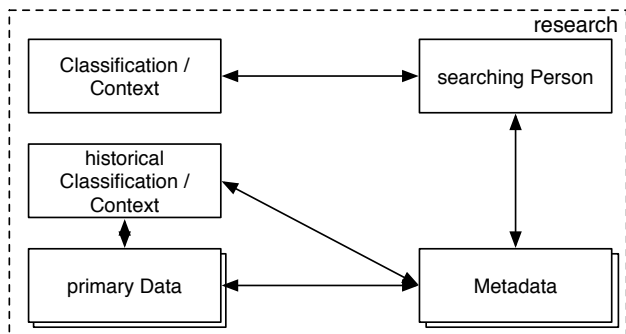 research
Classification /
Context
searching Person
historical
Classification /
Context
primary Data
Metadata